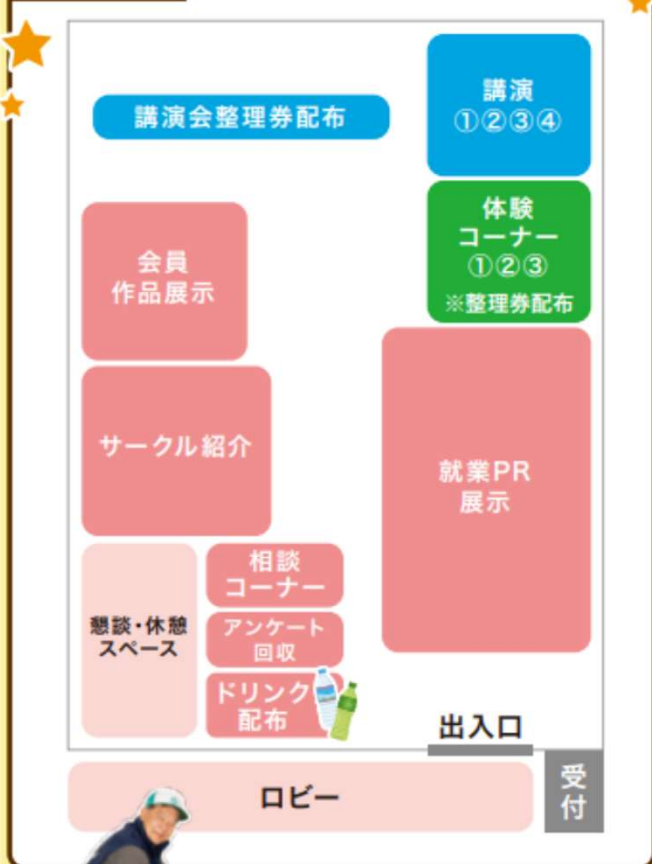 講演会整理券配布
講演
①②③④
体験
コーナー
①②③
※整理券配布
会員
作品展示
サークル紹介
就業PR
展示
相談
コーナー
懇談・休憩
スペース
アンケート
回収
ドリンク
配布
出入口
ロビー
受
付